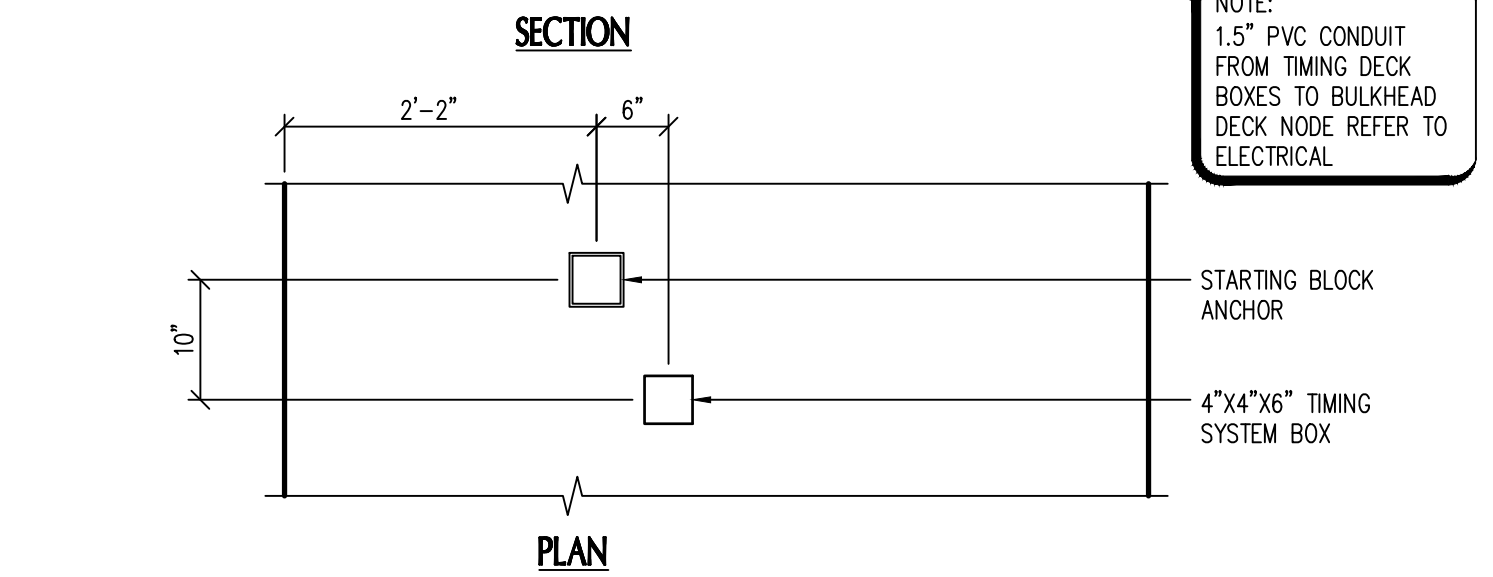 SECTION
NOTE:
1.5” PVC CONDUIT
FROM TIMING DECK
BOXES TO BULKHEAD
DECK NODE REFER TO
ELECTRICAL
2’-2”
6”
10”
STARTING BLOCK
ANCHOR
4”X4”X6” TIMING
SYSTEM BOX
PLAN